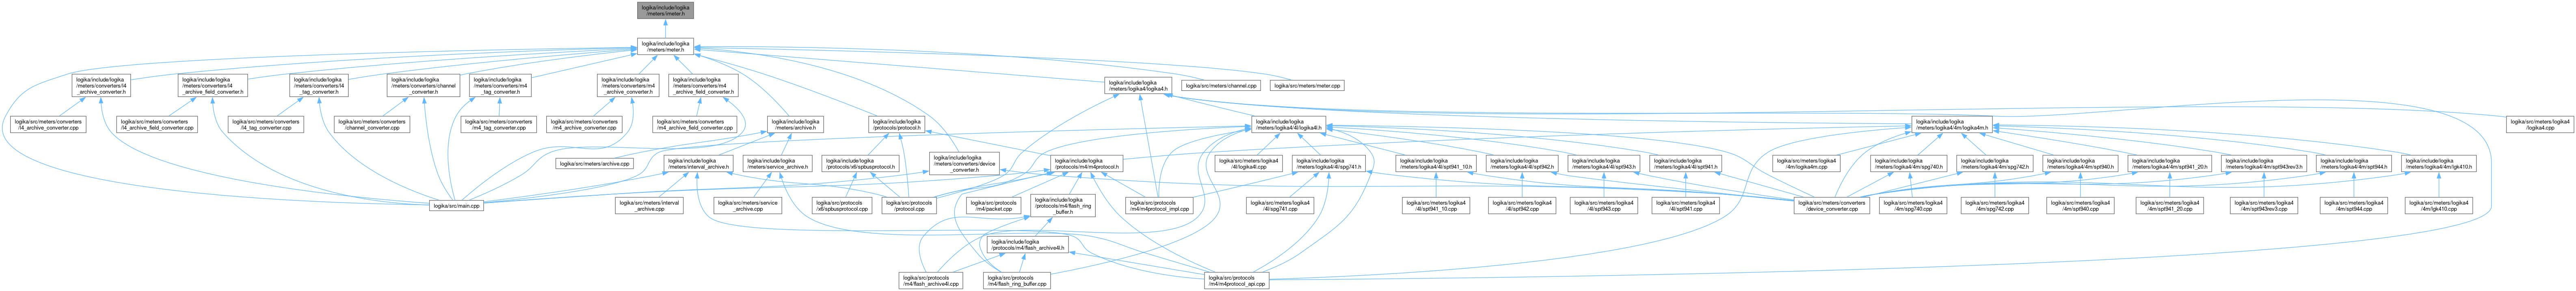 logika/include/logika
/meters/imeter.h
logika/include/logika
/meters/meter.h
logika/include/logika
/meters/converters/l4
_archive_converter.h
logika/include/logika
/meters/converters/l4
_archive_field_converter.h
logika/include/logika
/meters/converters/l4
_tag_converter.h
logika/include/logika
/meters/converters/channel
_converter.h
logika/include/logika
/meters/converters/m4
_tag_converter.h
logika/include/logika
/meters/converters/m4
_archive_converter.h
logika/include/logika
/meters/converters/m4
_archive_field_converter.h
logika/include/logika
/meters/logika4/logika4.h
logika/src/meters/channel.cpp
logika/src/meters/meter.cpp
logika/src/meters/converters
/l4_archive_converter.cpp
logika/src/meters/converters
/l4_archive_field_converter.cpp
logika/src/meters/converters
/l4_tag_converter.cpp
logika/src/meters/converters
/channel_converter.cpp
logika/src/meters/converters
/m4_tag_converter.cpp
logika/src/meters/converters
/m4_archive_converter.cpp
logika/src/meters/converters
/m4_archive_field_converter.cpp
logika/include/logika
/meters/archive.h
logika/include/logika
/protocols/protocol.h
logika/include/logika
/meters/logika4/4l/logika4l.h
logika/include/logika
/meters/logika4/4m/logika4m.h
logika/src/meters/logika4
/logika4.cpp
logika/src/meters/archive.cpp
logika/include/logika
/meters/interval_archive.h
logika/include/logika
/meters/service_archive.h
logika/include/logika
/protocols/x6/spbusprotocol.h
logika/include/logika
/meters/converters/device
_converter.h
logika/include/logika
/protocols/m4/m4protocol.h
logika/src/meters/logika4
/4l/logika4l.cpp
logika/include/logika
/meters/logika4/4l/spg741.h
logika/include/logika
/meters/logika4/4l/spt941_10.h
logika/include/logika
/meters/logika4/4l/spt942.h
logika/include/logika
/meters/logika4/4l/spt943.h
logika/include/logika
/meters/logika4/4l/spt941.h
logika/src/meters/logika4
/4m/logika4m.cpp
logika/include/logika
/meters/logika4/4m/spg740.h
logika/include/logika
/meters/logika4/4m/spg742.h
logika/include/logika
/meters/logika4/4m/spt940.h
logika/include/logika
/meters/logika4/4m/spt941_20.h
logika/include/logika
/meters/logika4/4m/spt943rev3.h
logika/include/logika
/meters/logika4/4m/spt944.h
logika/include/logika
/meters/logika4/4m/lgk410.h
logika/src/main.cpp
logika/src/meters/interval
_archive.cpp
logika/src/meters/service
_archive.cpp
logika/src/protocols
/x6/spbusprotocol.cpp
logika/src/protocols
/protocol.cpp
logika/src/protocols
/m4/packet.cpp
logika/include/logika
/protocols/m4/flash_ring
_buffer.h
logika/src/protocols
/m4/m4protocol_impl.cpp
logika/src/meters/logika4
/4l/spg741.cpp
logika/src/meters/logika4
/4l/spt941_10.cpp
logika/src/meters/logika4
/4l/spt942.cpp
logika/src/meters/logika4
/4l/spt943.cpp
logika/src/meters/logika4
/4l/spt941.cpp
logika/src/meters/converters
/device_converter.cpp
logika/src/meters/logika4
/4m/spg740.cpp
logika/src/meters/logika4
/4m/spg742.cpp
logika/src/meters/logika4
/4m/spt940.cpp
logika/src/meters/logika4
/4m/spt941_20.cpp
logika/src/meters/logika4
/4m/spt943rev3.cpp
logika/src/meters/logika4
/4m/spt944.cpp
logika/src/meters/logika4
/4m/lgk410.cpp
logika/include/logika
/protocols/m4/flash_archive4l.h
logika/src/protocols
/m4/flash_archive4l.cpp
logika/src/protocols
/m4/flash_ring_buffer.cpp
logika/src/protocols
/m4/m4protocol_api.cpp